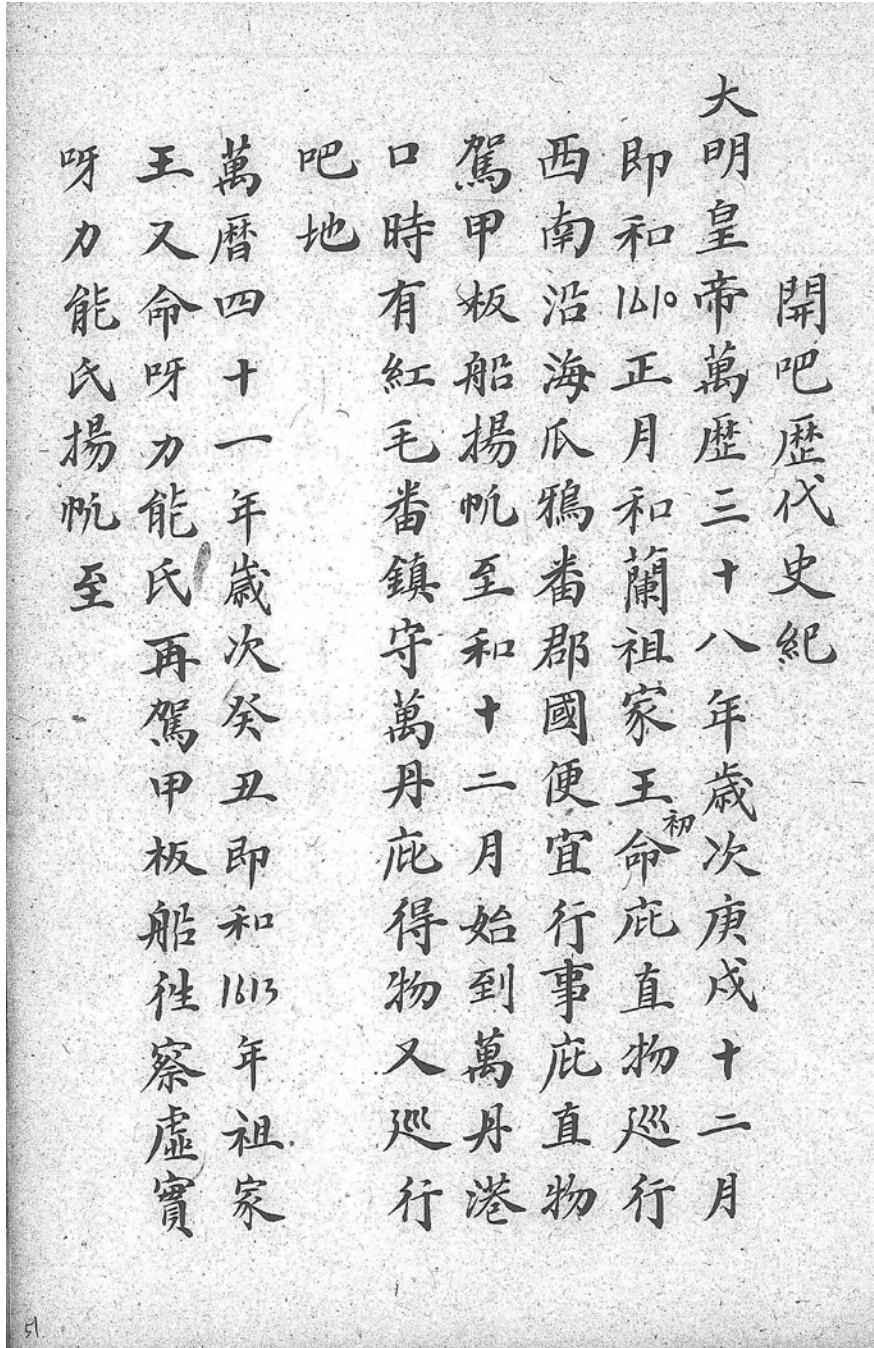 開吧歷代史紀
大明皇帝萬歷三十八年歲次庚戍十二月
即和1610正月和蘭祖家王初命庇直物巡行
西南沿海爪鴉番郡國便宜行事庇直物
駕甲板船揚帆至和十二月始到萬丹港
口時有紅毛番鎮守萬丹庇得物又巡行
吧地
萬曆四十一年歲次癸丑即和1613年祖家
王又命呀力能氏再駕甲板船徃察虛實
呀力能氏揚帆至
51